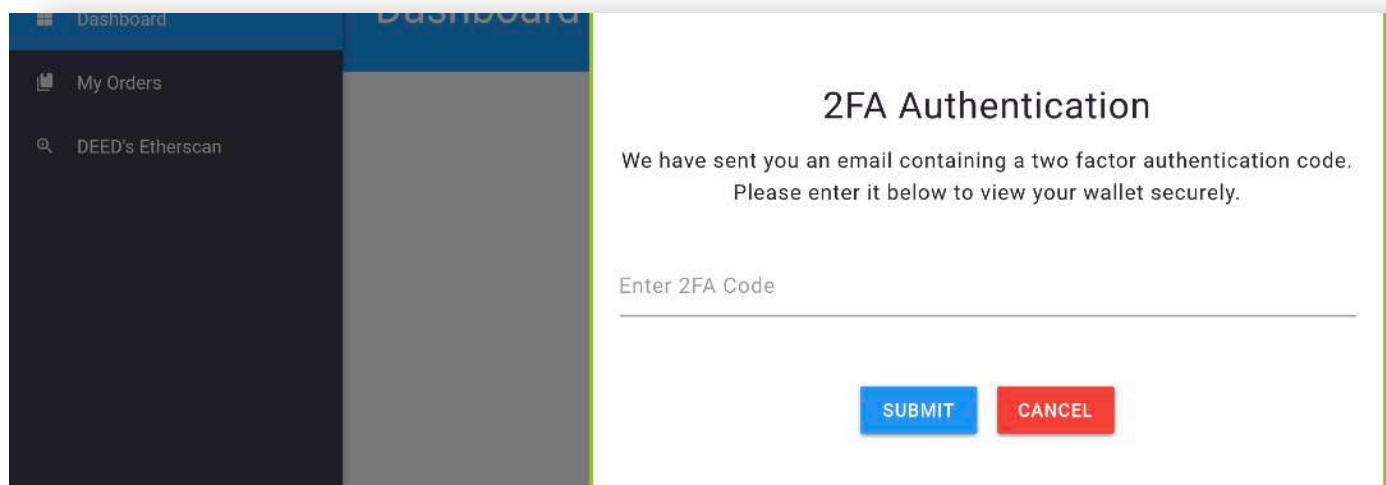 Dashboard
Dashboard
My Orders
DEED's Etherscan
2FA Authentication
We have sent you an email containing a two factor authentication code.
Please enter it below to view your wallet securely.
Enter 2FA Code
SUBMIT
CANCEL